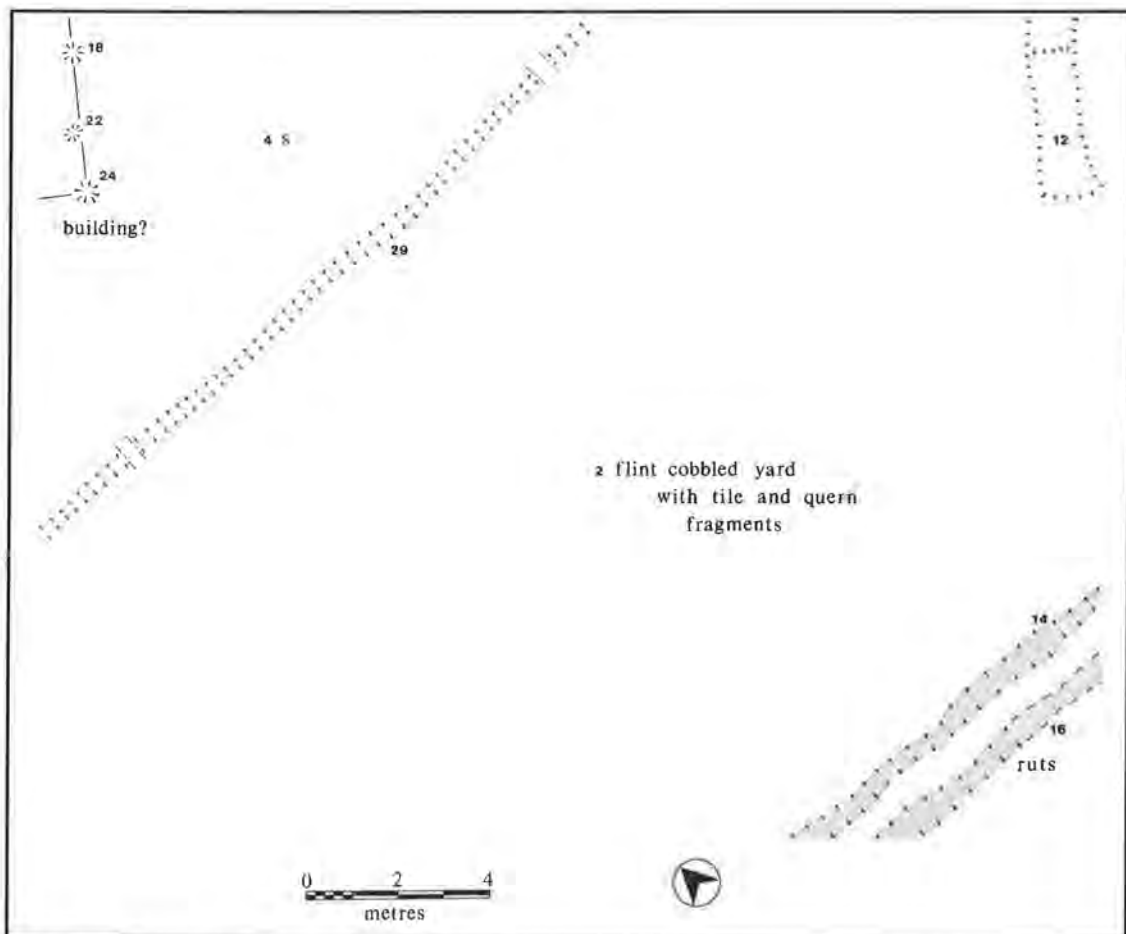 18
22
4
24
building?
29
12
2 flint cobbled yard
with tile and quern
fragments
14
16
ruts
0 2 4
metres